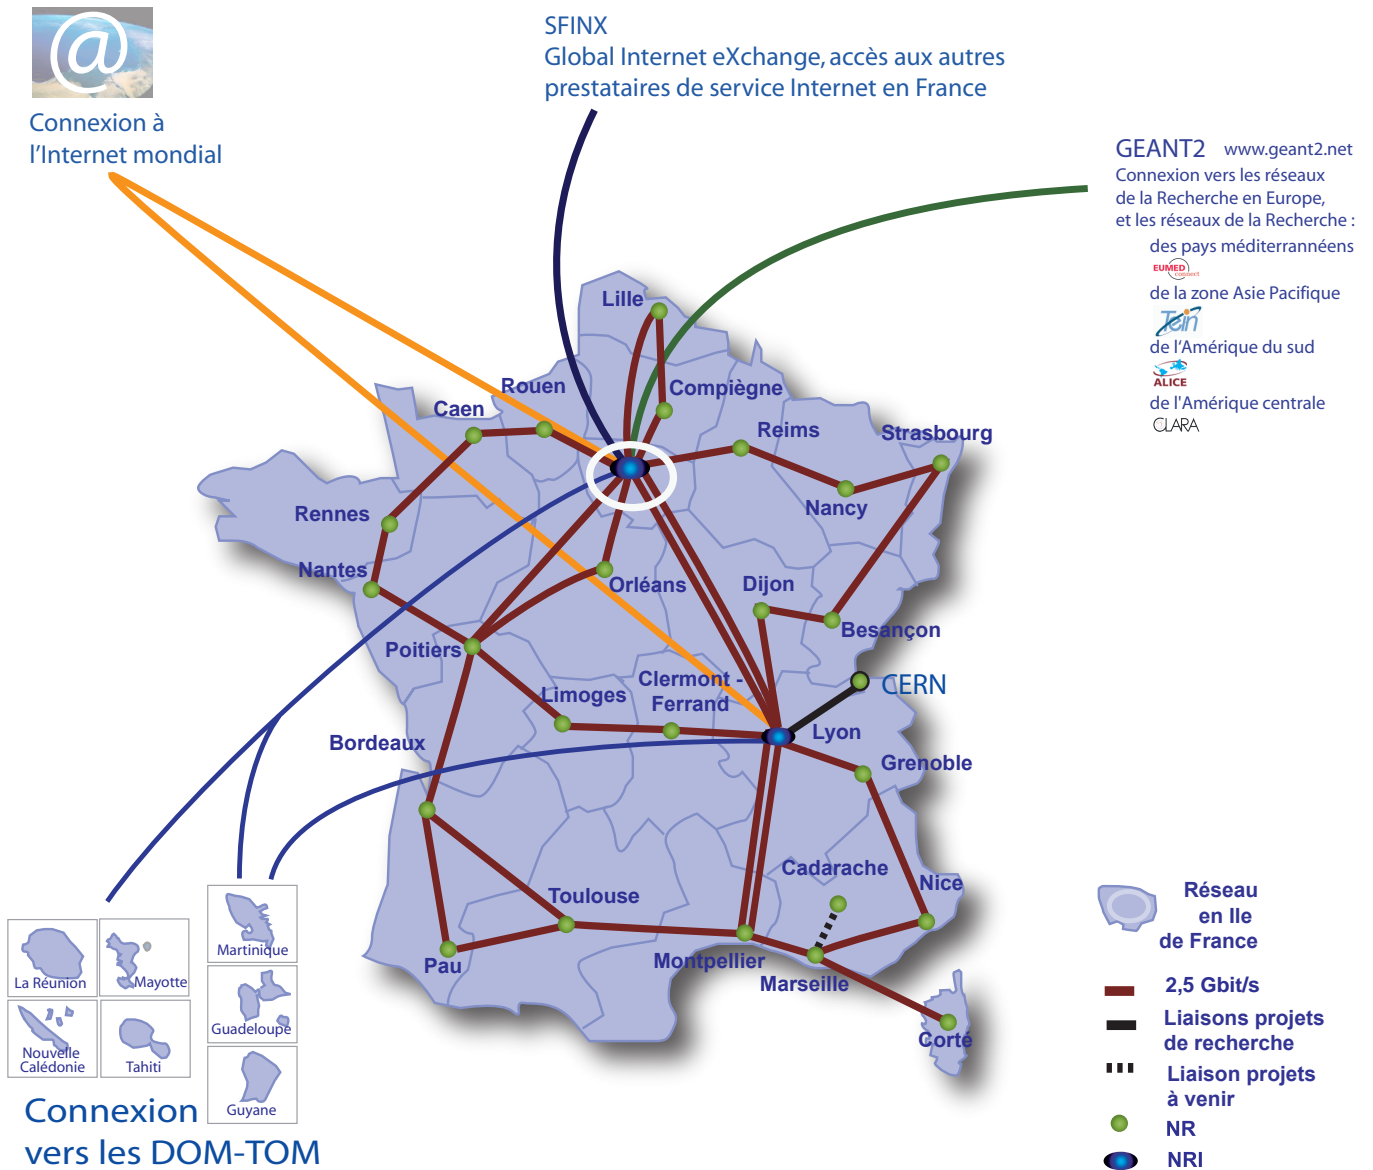 @
Connexion à
l'Internet mondial
SFINX
Global Internet eXchange, accès aux autres
prestataires de service Internet en France
GEANT2 www.geant2.net
Connexion vers les réseaux
de la Recherche en Europe,
et les réseaux de la Recherche :
des pays méditerrannéens
EUMED
connect
de la zone Asie Pacifique
Tein
de l'Amérique du sud
ALICE
de l'Amérique centrale
CLARA
Lille
Rouen
Compiègne
Caen
Reims
Strasbourg
Rennes
Nancy
Nantes
Orléans
Dijon
Besançon
Poitiers
Clermont -
Ferrand
Limoges
CERN
Bordeaux
Lyon
Grenoble
Cadarache
Nice
Toulouse
Pau
Montpellier
Marseille
Corté
La Réunion
Mayotte
Martinique
Nouvelle
Calédonie
Tahiti
Guadeloupe
Guyane
Connexion
vers les DOM-TOM
Réseau
en Ile
de France
2,5 Gbit/s
Liaisons projets
de recherche
Liaison projets
à venir
NR
NRI